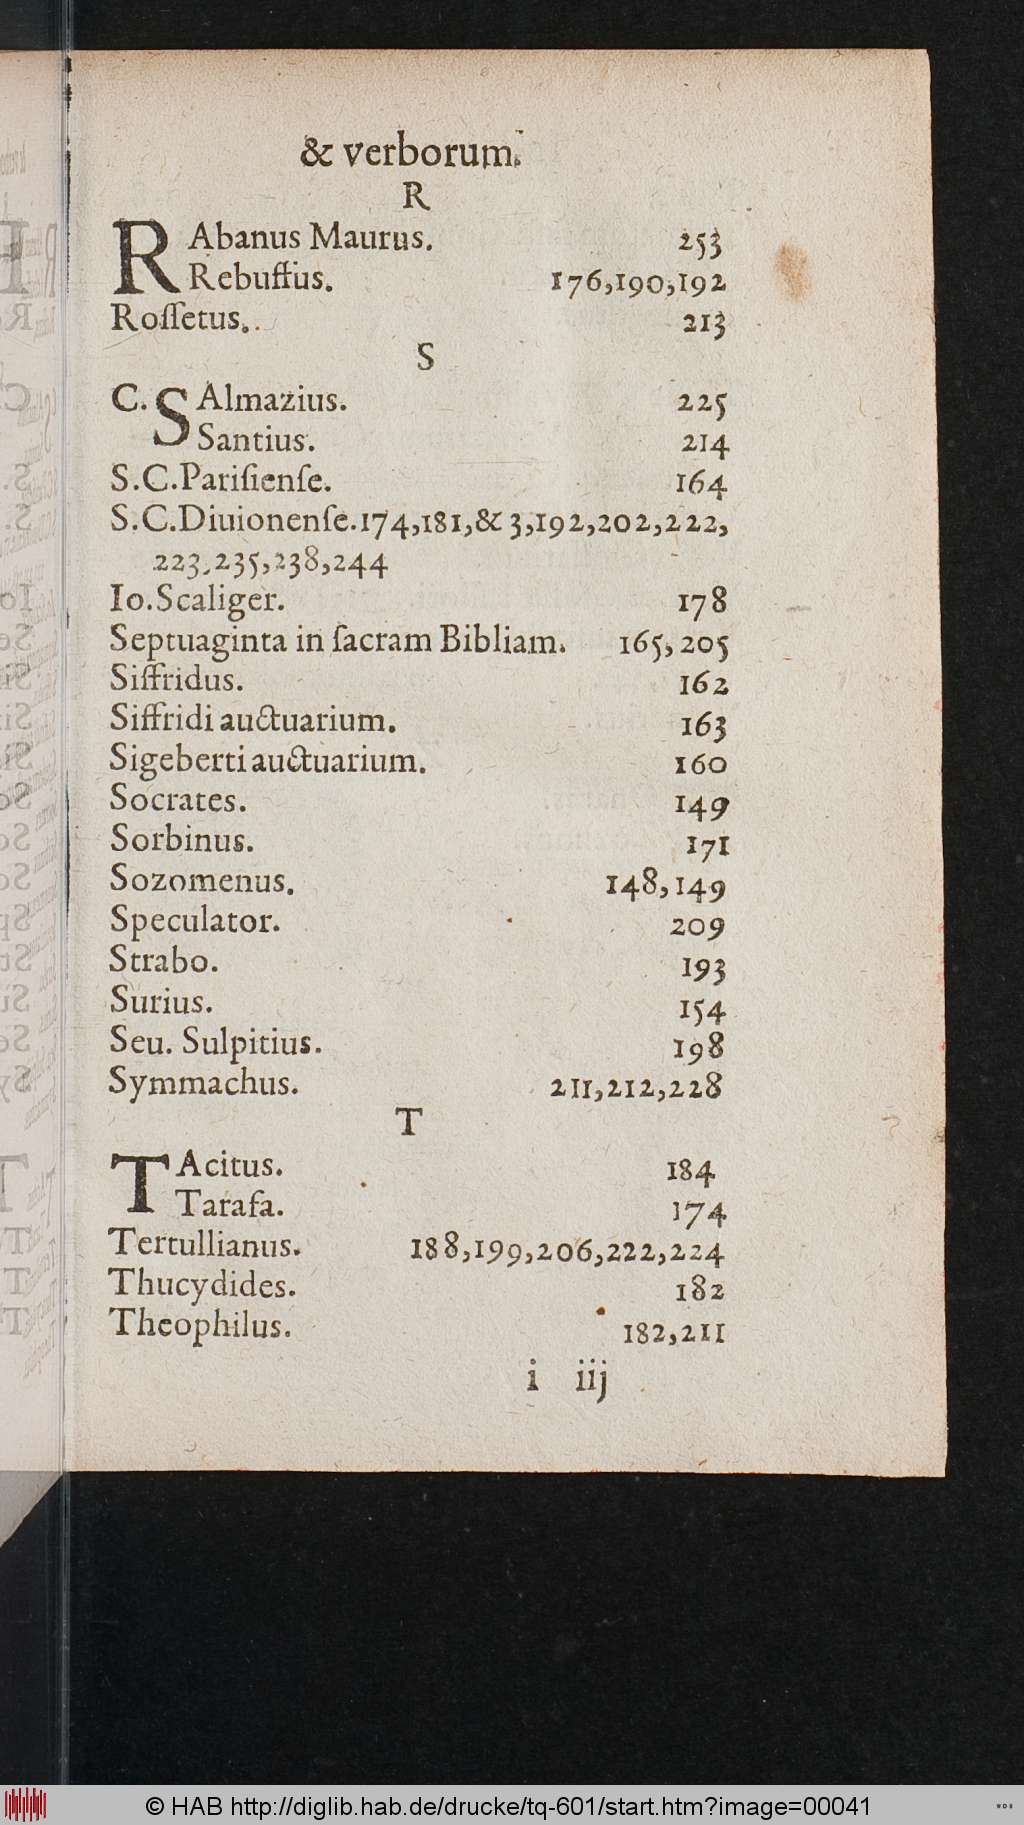 & verborum.
R
RAbanus Maurus. 253
Rebuffus. 176,190,192
Roſſetus. 213
S
C. SAlmazius. 225
Santius. 214
S.C.Pariſienſe. 164
S.C.Diuionenſe.174,181,& 3,192,202,222,
223,235,238,244
Io.Scaliger. 178
Septuaginta in ſacram Bibliam. 165,205
Siffridus. 162
Siffridi auctuarium. 163
Sigeberti auctuarium. 160
Socrates. 149
Sorbinus. 171
Sozomenus. 148,149
Speculator. 209
Strabo. 193
Surius. 154
Seu. Sulpitius. 198
Symmachus. 211,212,228
T
TAcitus. 184
Tarafa. 174
Tertullianus. 188,199,206,222,224
Thucydides. 182
Theophilus. 182,211
i iij
© HAB http://diglib.hab.de/drucke/tq-601/start.htm?image=00041